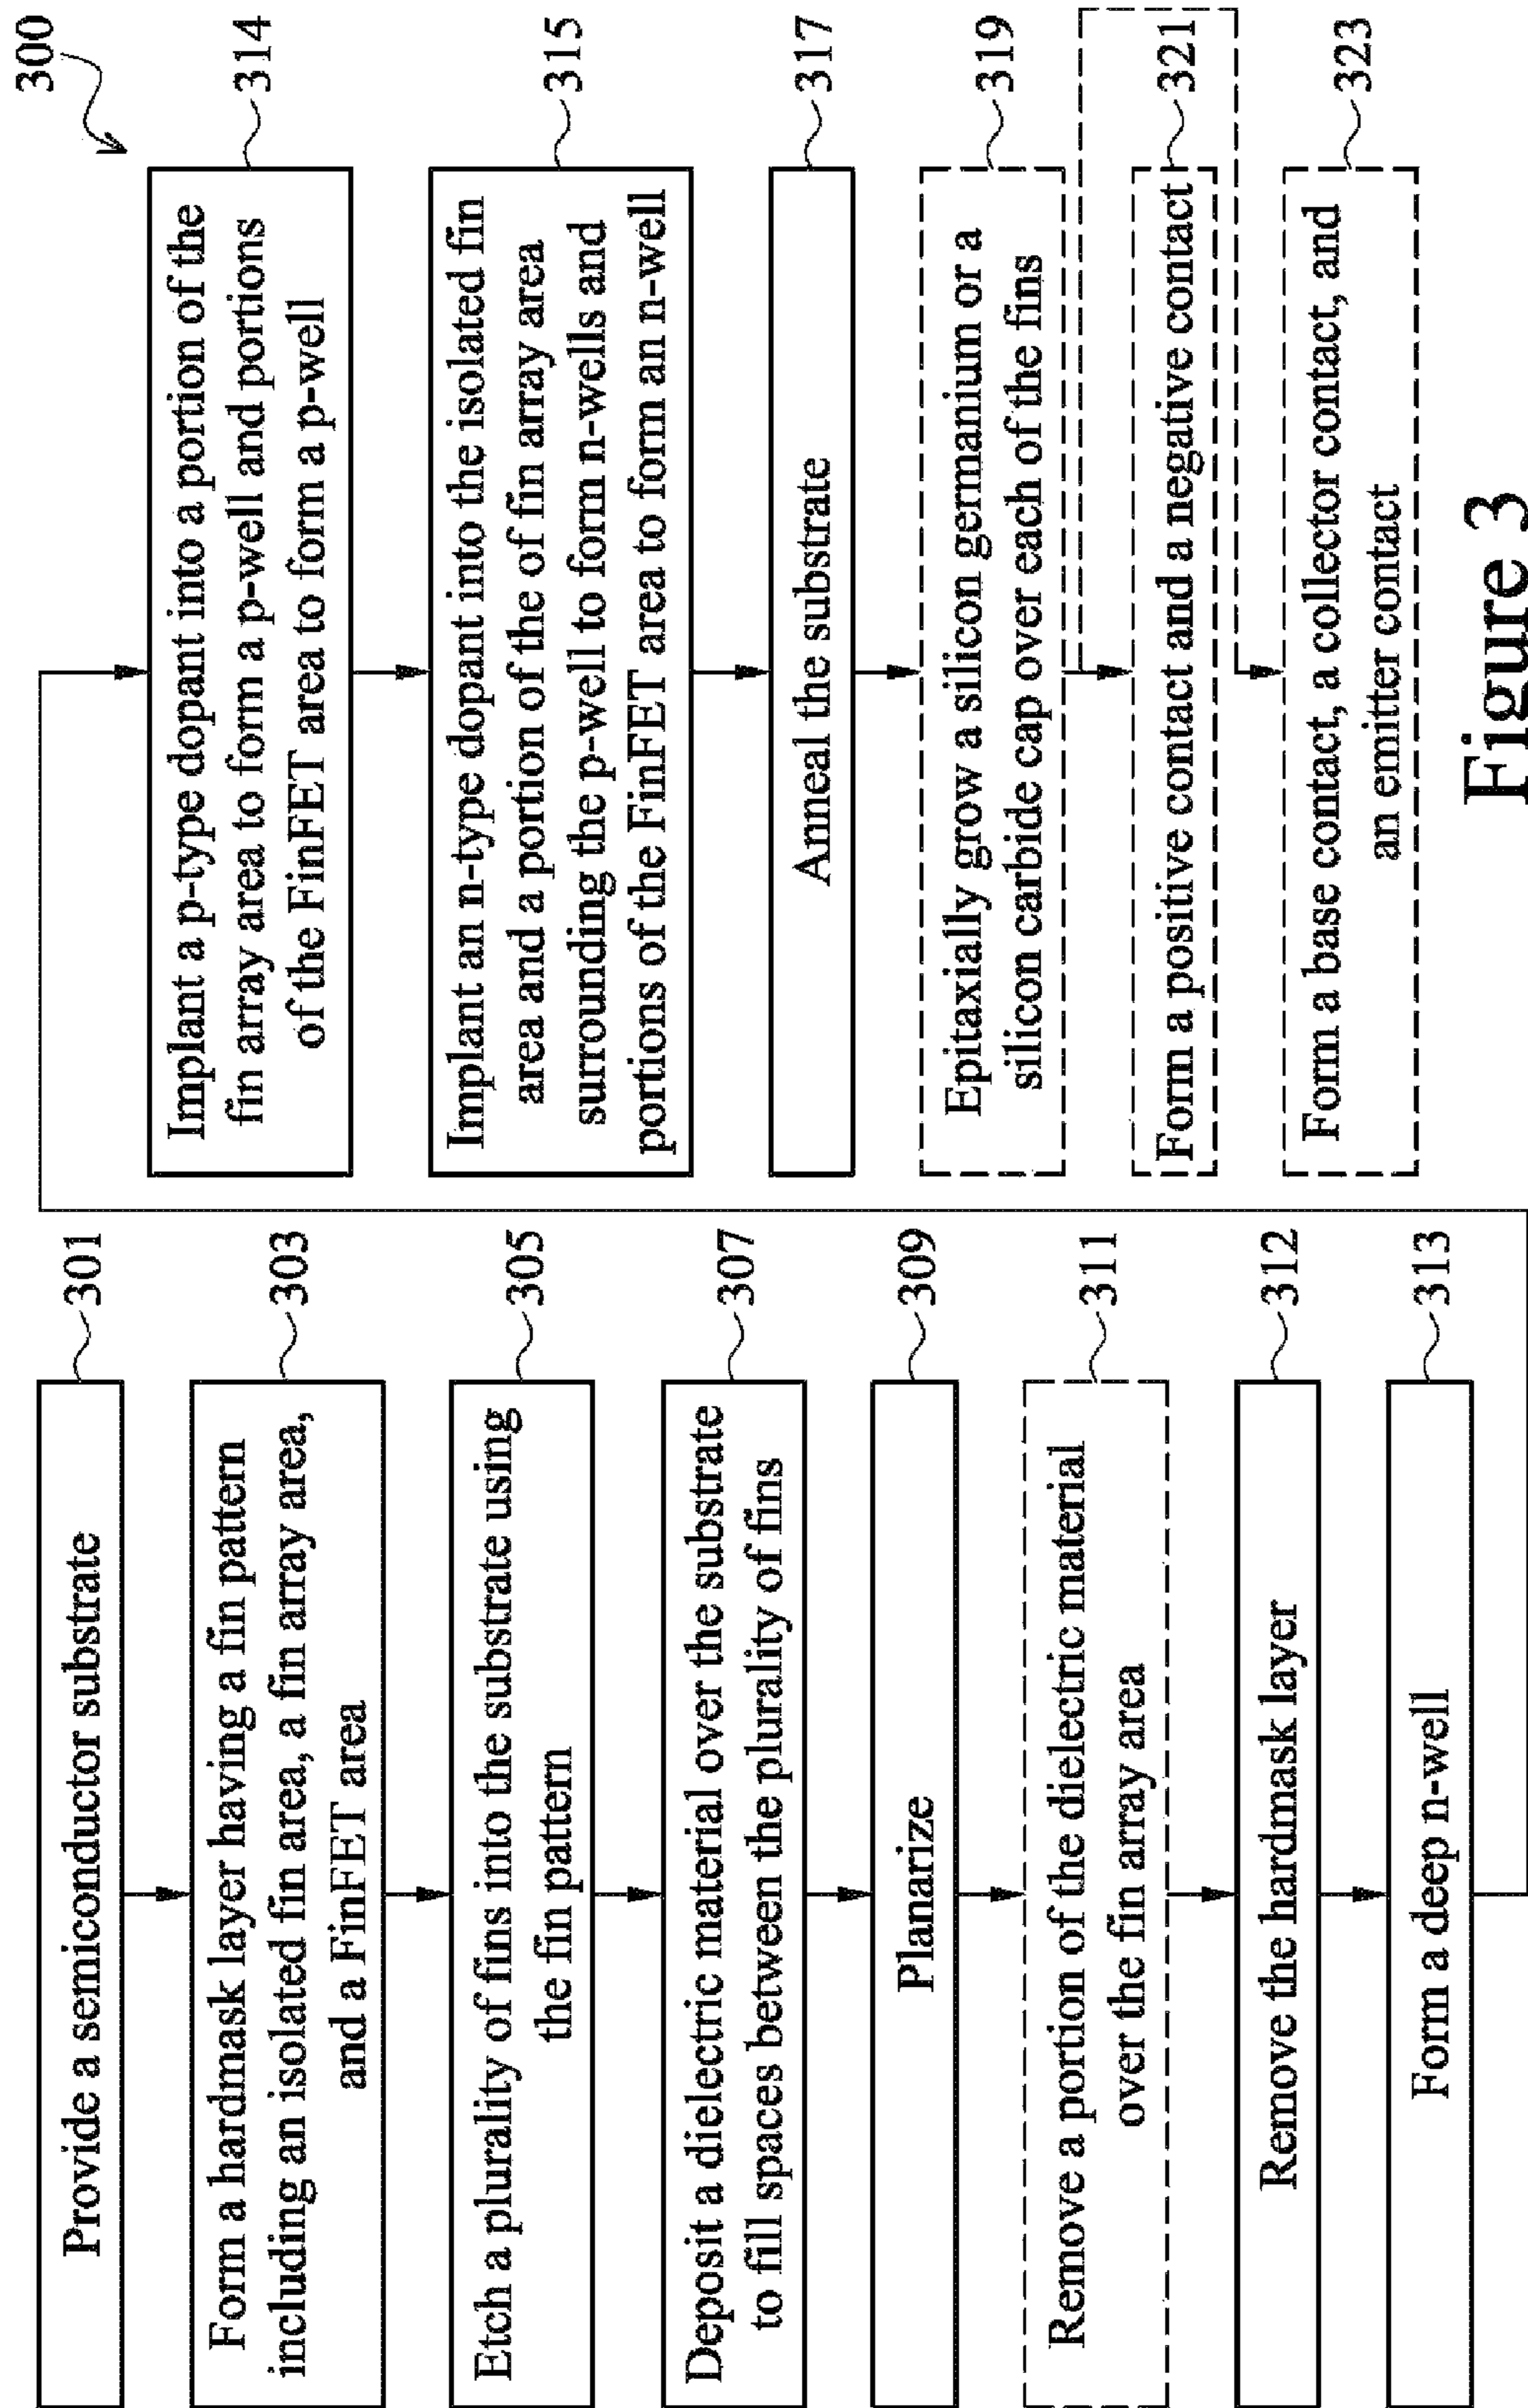 300
Provide a semiconductor substrate
301
Form a hardmask layer having a fin pattern
including an isolated fin area, a fin array area,
and a FinFET area
303
Etch a plurality of fins into the substrate using
the fin pattern
305
Deposit a dielectric material over the substrate
to fill spaces between the plurality of fins
307
Planarize
309
Remove a portion of the dielectric material
over the fin array area
311
Remove the hardmask layer
312
Form a deep n-well
313
Implant a p-type dopant into a portion of the
fin array area to form a p-well and portions
of the FinFET area to form a p-well
314
Implant an n-type dopant into the isolated fin
area and a portion of the of fin array area
surrounding the p-well to form n-wells and
portions of the FinFET area to form an n-well
315
Anneal the substrate
317
Epitaxially grow a silicon germanium or a
silicon carbide cap over each of the fins
319
Form a positive contact and a negative contact
321
Form a base contact, a collector contact, and
an emitter contact
323
Figure 3